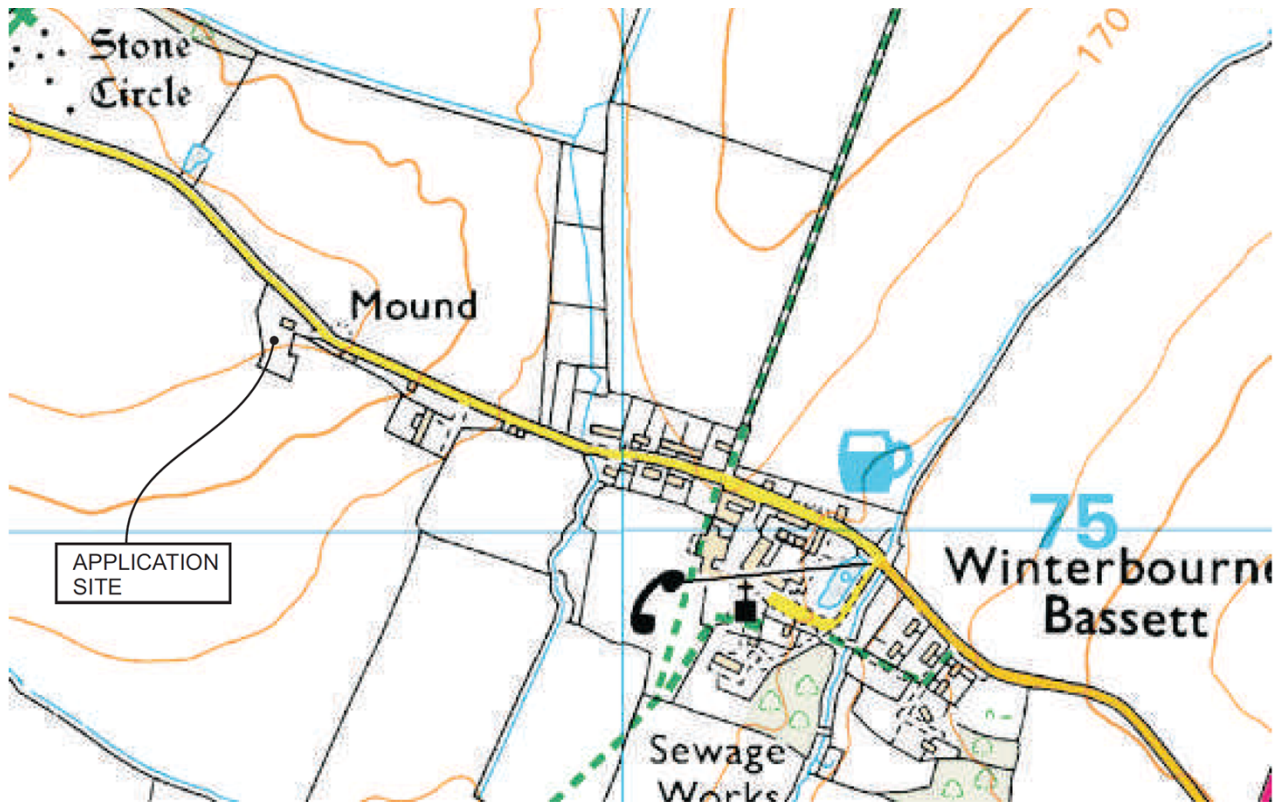 Stone
Circle
170
Mound
75
APPLICATION
SITE
Winterbourne
Bassett
Sewage
Works